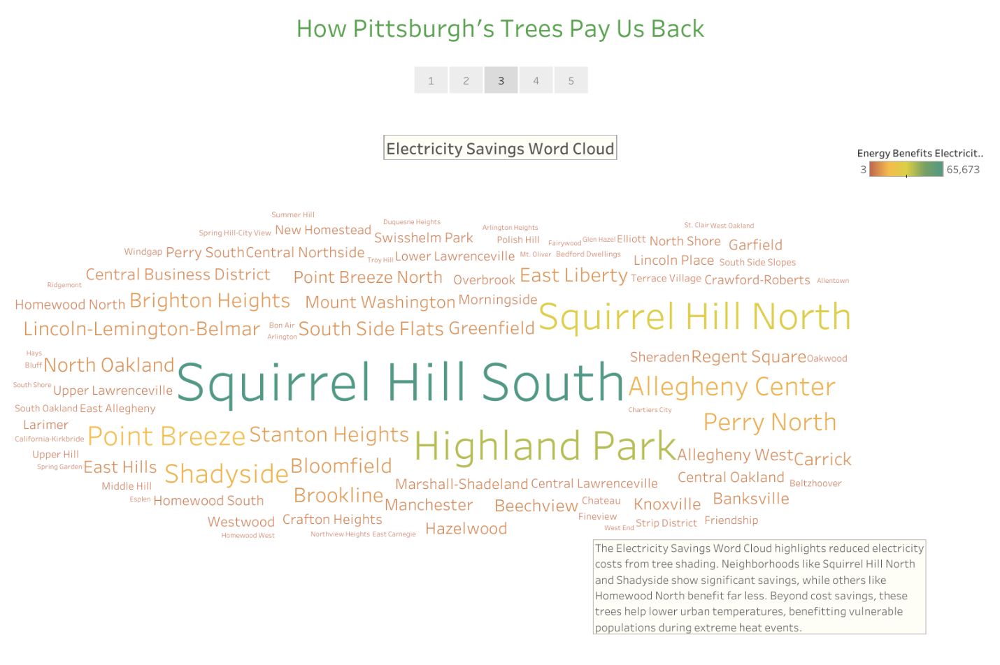 How Pittsburgh's Trees Pay Us Back
1 2 3 4 5
Electricity Savings Word Cloud
Energy Benefits Electricit..
3 65,673
Summer Hill
Duquesne Heights
Spring Hill-City View New Homestead Arlington Heights St. Clair West Oakland
Swisshelm Park Polish Hill Fairywood Glen Hazel Elliott North Shore Garfield
Windgap Perry South Central Northside Troy Hill Lower Lawrenceville Mt. Oliver Bedford Dwellings Lincoln Place South Side Slopes
Central Business District Point Breeze North Overbrook East Liberty Terrace Village Crawford-Roberts Allentown
Ridgemont
Homewood North Brighton Heights Mount Washington Morningside Squirrel Hill North
Lincoln-Lemington-Belmar Bon Air South Side Flats Greenfield
Arlington
Hays
Bluff North Oakland Sheraden Regent Square Oakwood
Squirrel Hill South
South Shore Upper Lawrenceville Allegheny Center
South Oakland East Allegheny Chartiers City
Larimer Perry North
California-Kirkbride Point Breeze Stanton Heights Highland Park
Upper Hill Allegheny West Carrick
Spring Garden East Hills Shadyside Bloomfield
Middle Hill Marshall-Shadeland Central Lawrenceville Central Oakland Beltzhoover
Esplen Homewood South Brookline Manchester Beechview Chateau Knoxville Banksville
Westwood Crafton Heights Fineview Strip District Friendship
Homewood West Northview Heights East Carnegie Hazelwood West End
The Electricity Savings Word Cloud highlights reduced electricity
costs from tree shading. Neighborhoods like Squirrel Hill North
and Shadyside show significant savings, while others like
Homewood North benefit far less. Beyond cost savings, these
trees help lower urban temperatures, benefitting vulnerable
populations during extreme heat events.